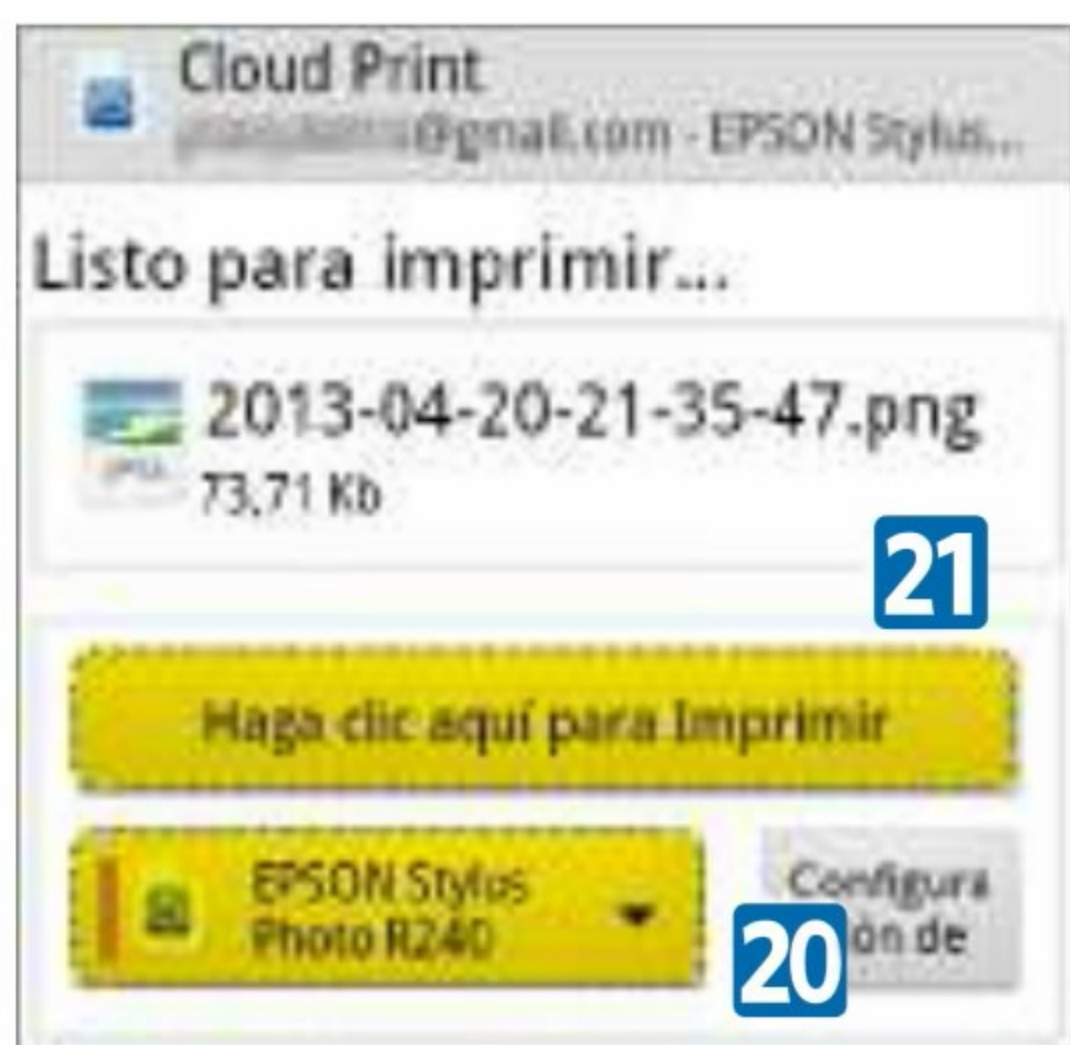 Cloud Print
@gmail.com - EPSON Stylus...
Listo para imprimir...
2013-04-20-21-35-47.png
73,71 Kb
21
Haga clic aquí para Imprimir
EPSON Stylus
Photo R240
Configura
20
ón de